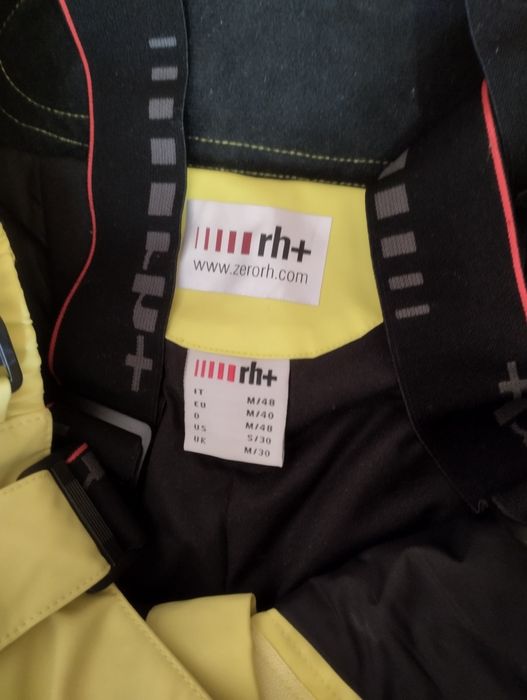 rh+
www.zerorh.com
rh+
IT M/48
EU M/40
D M/48
US S/30
UK M/30